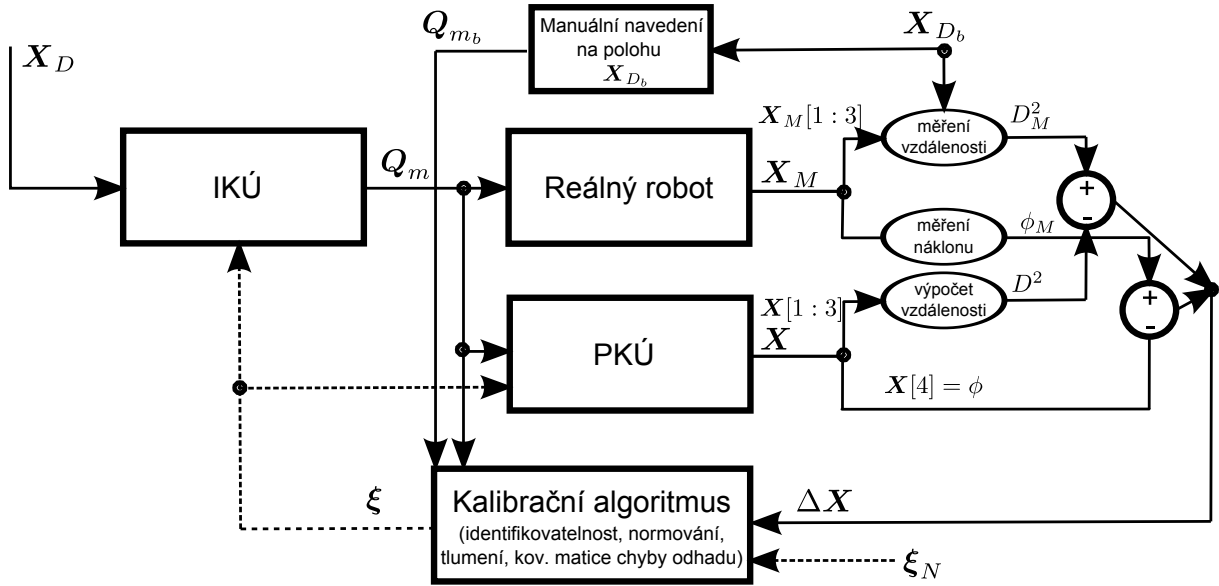 X_D
Q_{m_b}
Manuální navedení
na polohu
X_{D_b}
X_{D_b}
IKÚ
Q_m
Reálný robot
X_M
X_M[1 : 3]
měření
vzdálenosti
D_M^2
+
-
měření
náklonu
ϕ_M
+
-
PKÚ
X[1 : 3]
X
výpočet
vzdálenosti
D^2
X[4] = ϕ
ξ
Kalibrační algoritmus
(identifikovatelnost, normování,
tlumení, kov. matice chyby odhadu)
ΔX
ξ_N